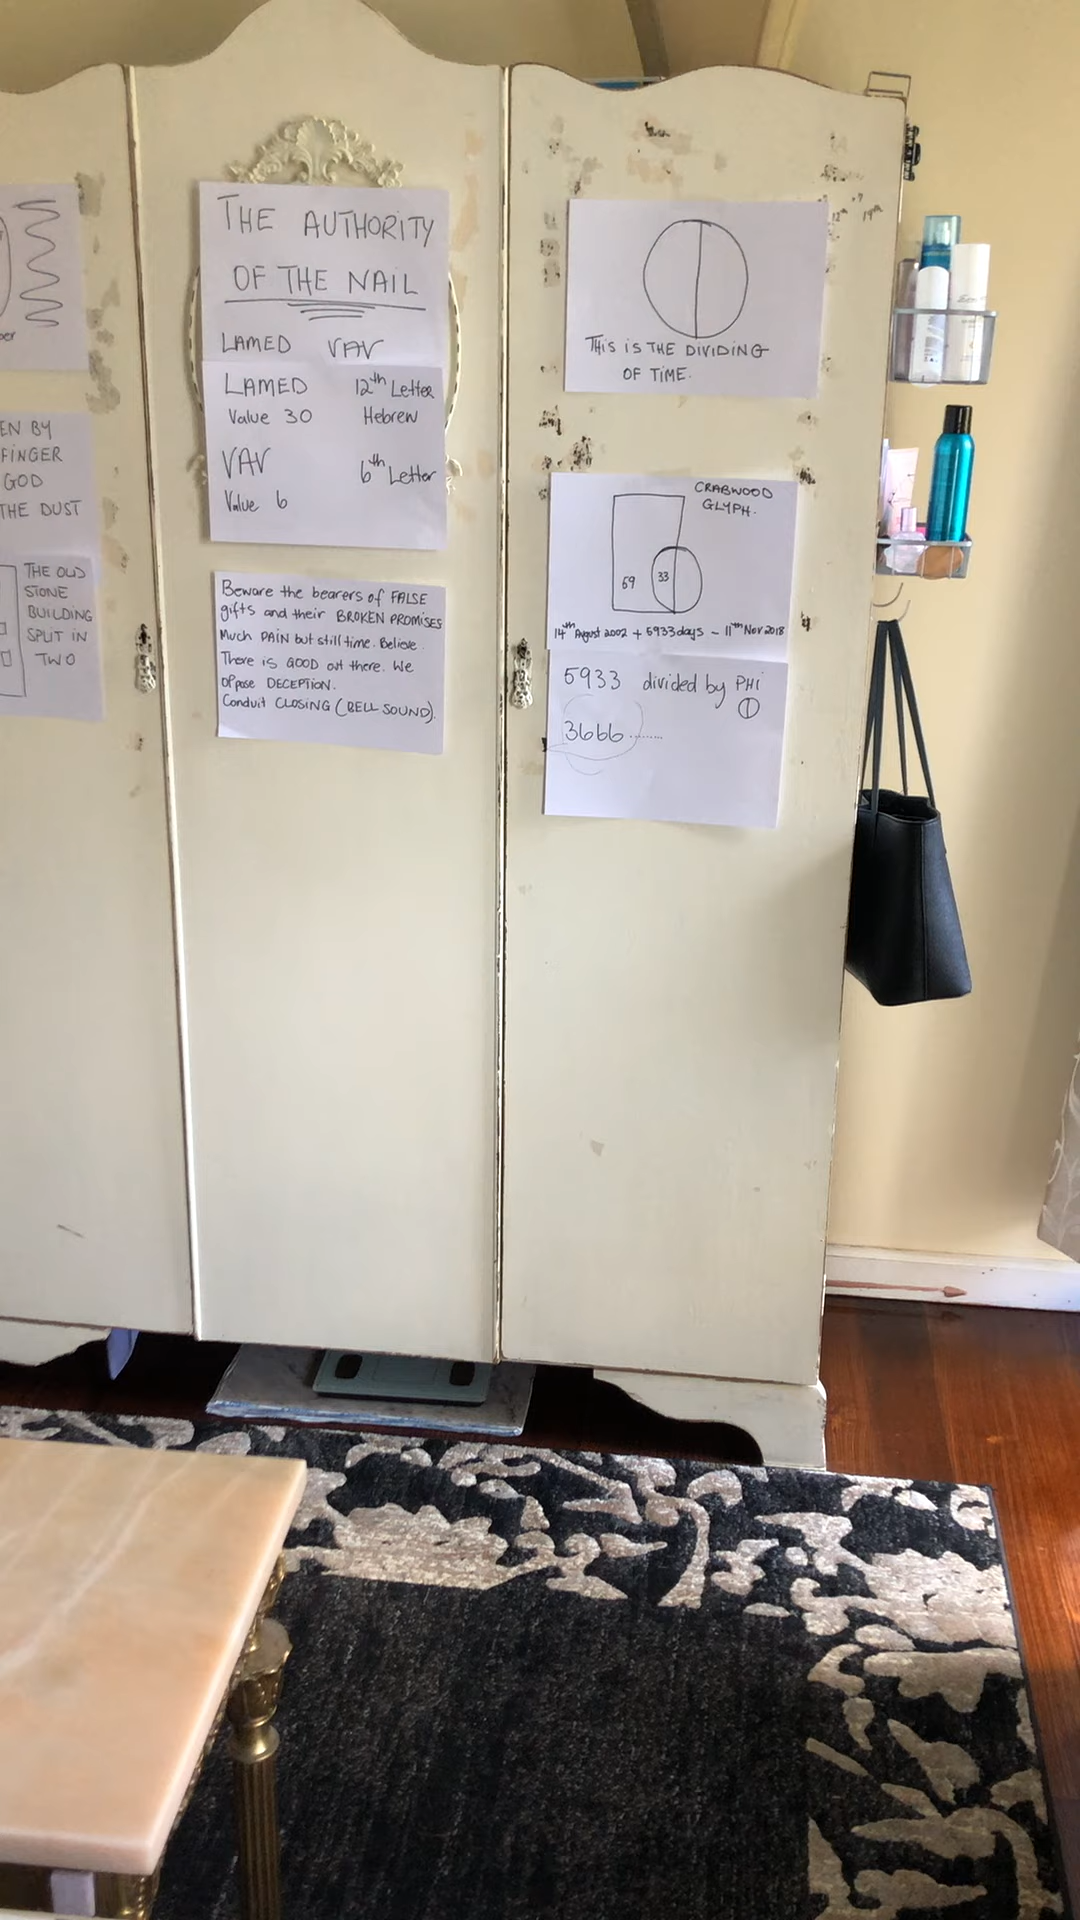 per
EN BY
FINGER
GOD
THE DUST
THE OLD
STONE
BUILDING
SPLIT IN
TWO
THE AUTHORITY
OF THE NAIL
LAMED VAV
LAMED 12th Letter
Value 30 Hebrew
VAV 6th Letter
Value 6
Beware the bearers of FALSE
gifts and their BROKEN PROMISES
Much PAIN but still time. Believe.
There is GOOD out there. We
oPpose DECEPTION.
Conduit CLOSING (BELL SOUND).
THIS IS THE DIVIDING
OF TIME.
CRABWOOD
GLYPH.
59 33
14th August 2002 + 5933 days - 11th Nov 2018
5933 divided by PHI
3666........